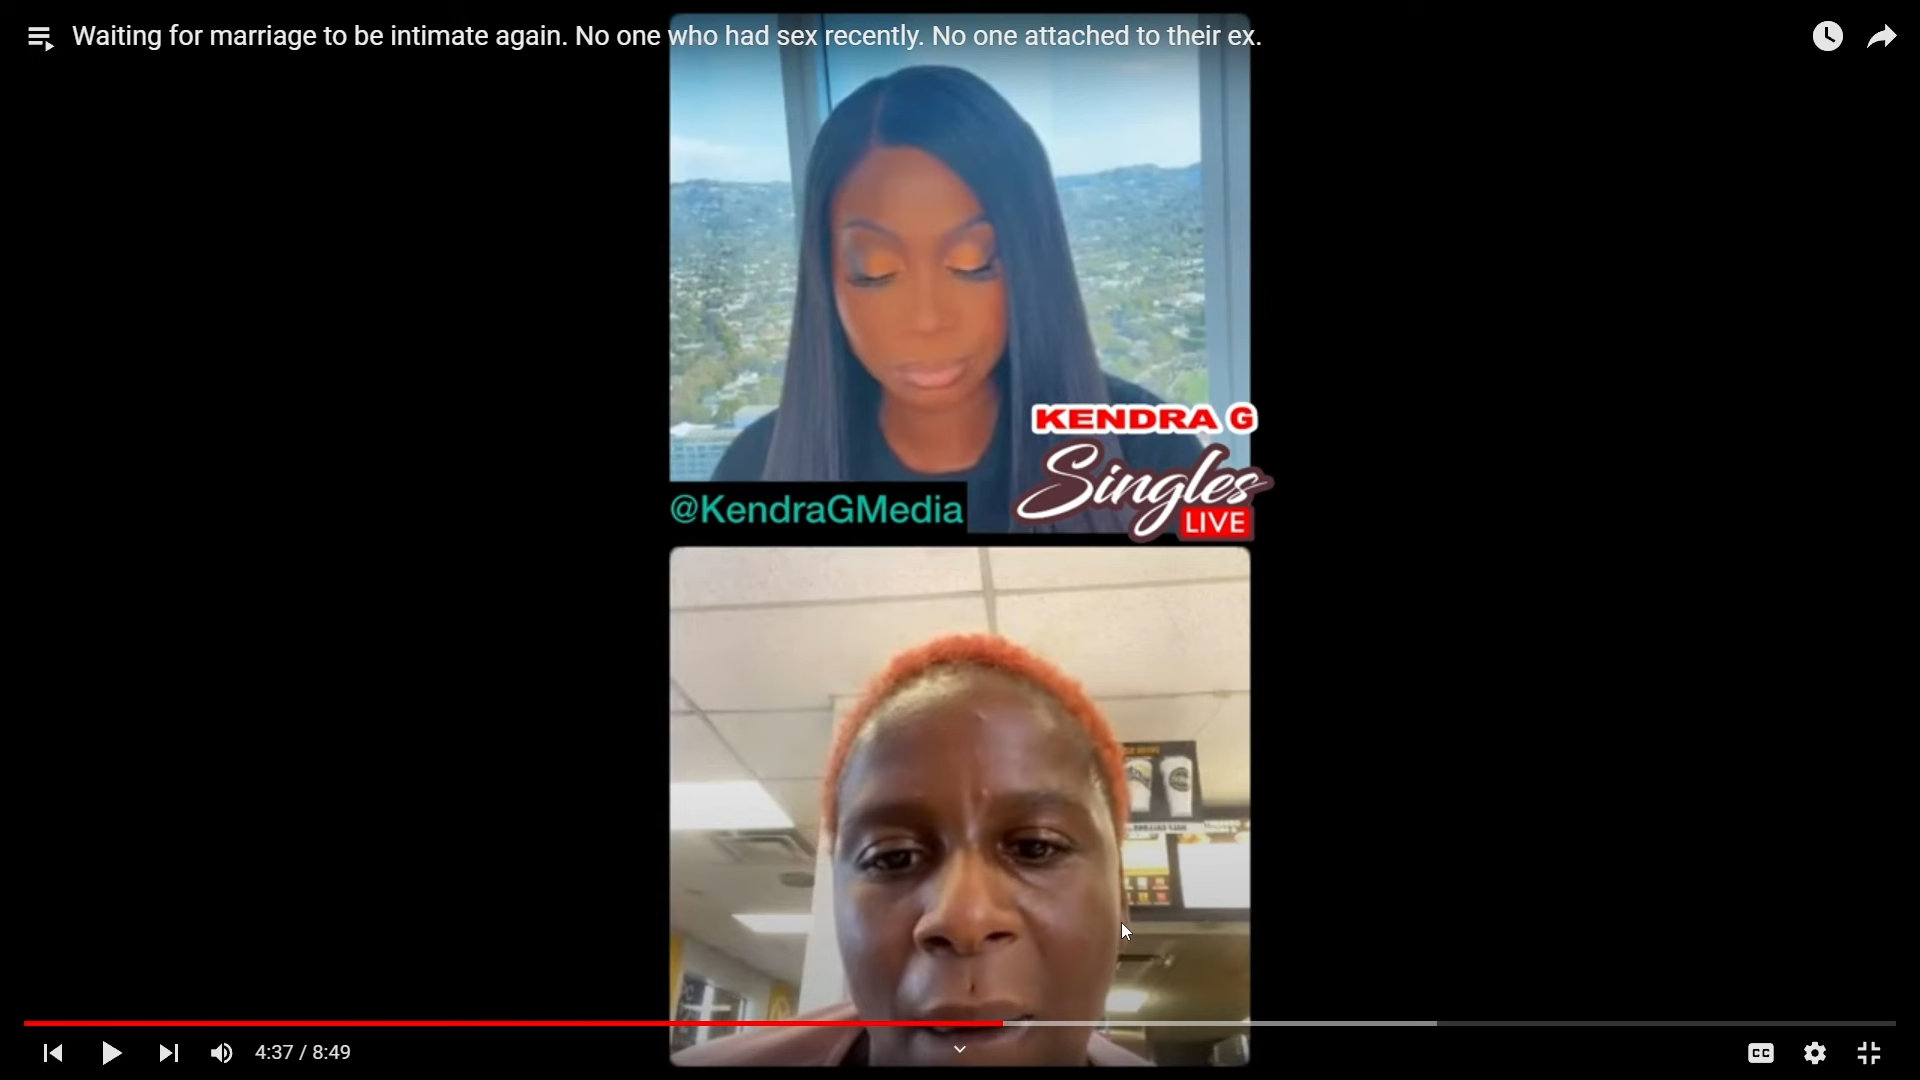 Waiting for marriage to be intimate again. No one who had sex recently. No one attached to their ex.
KENDRA G
Singles
LIVE
@KendraGMedia
4:37 / 8:49
CC